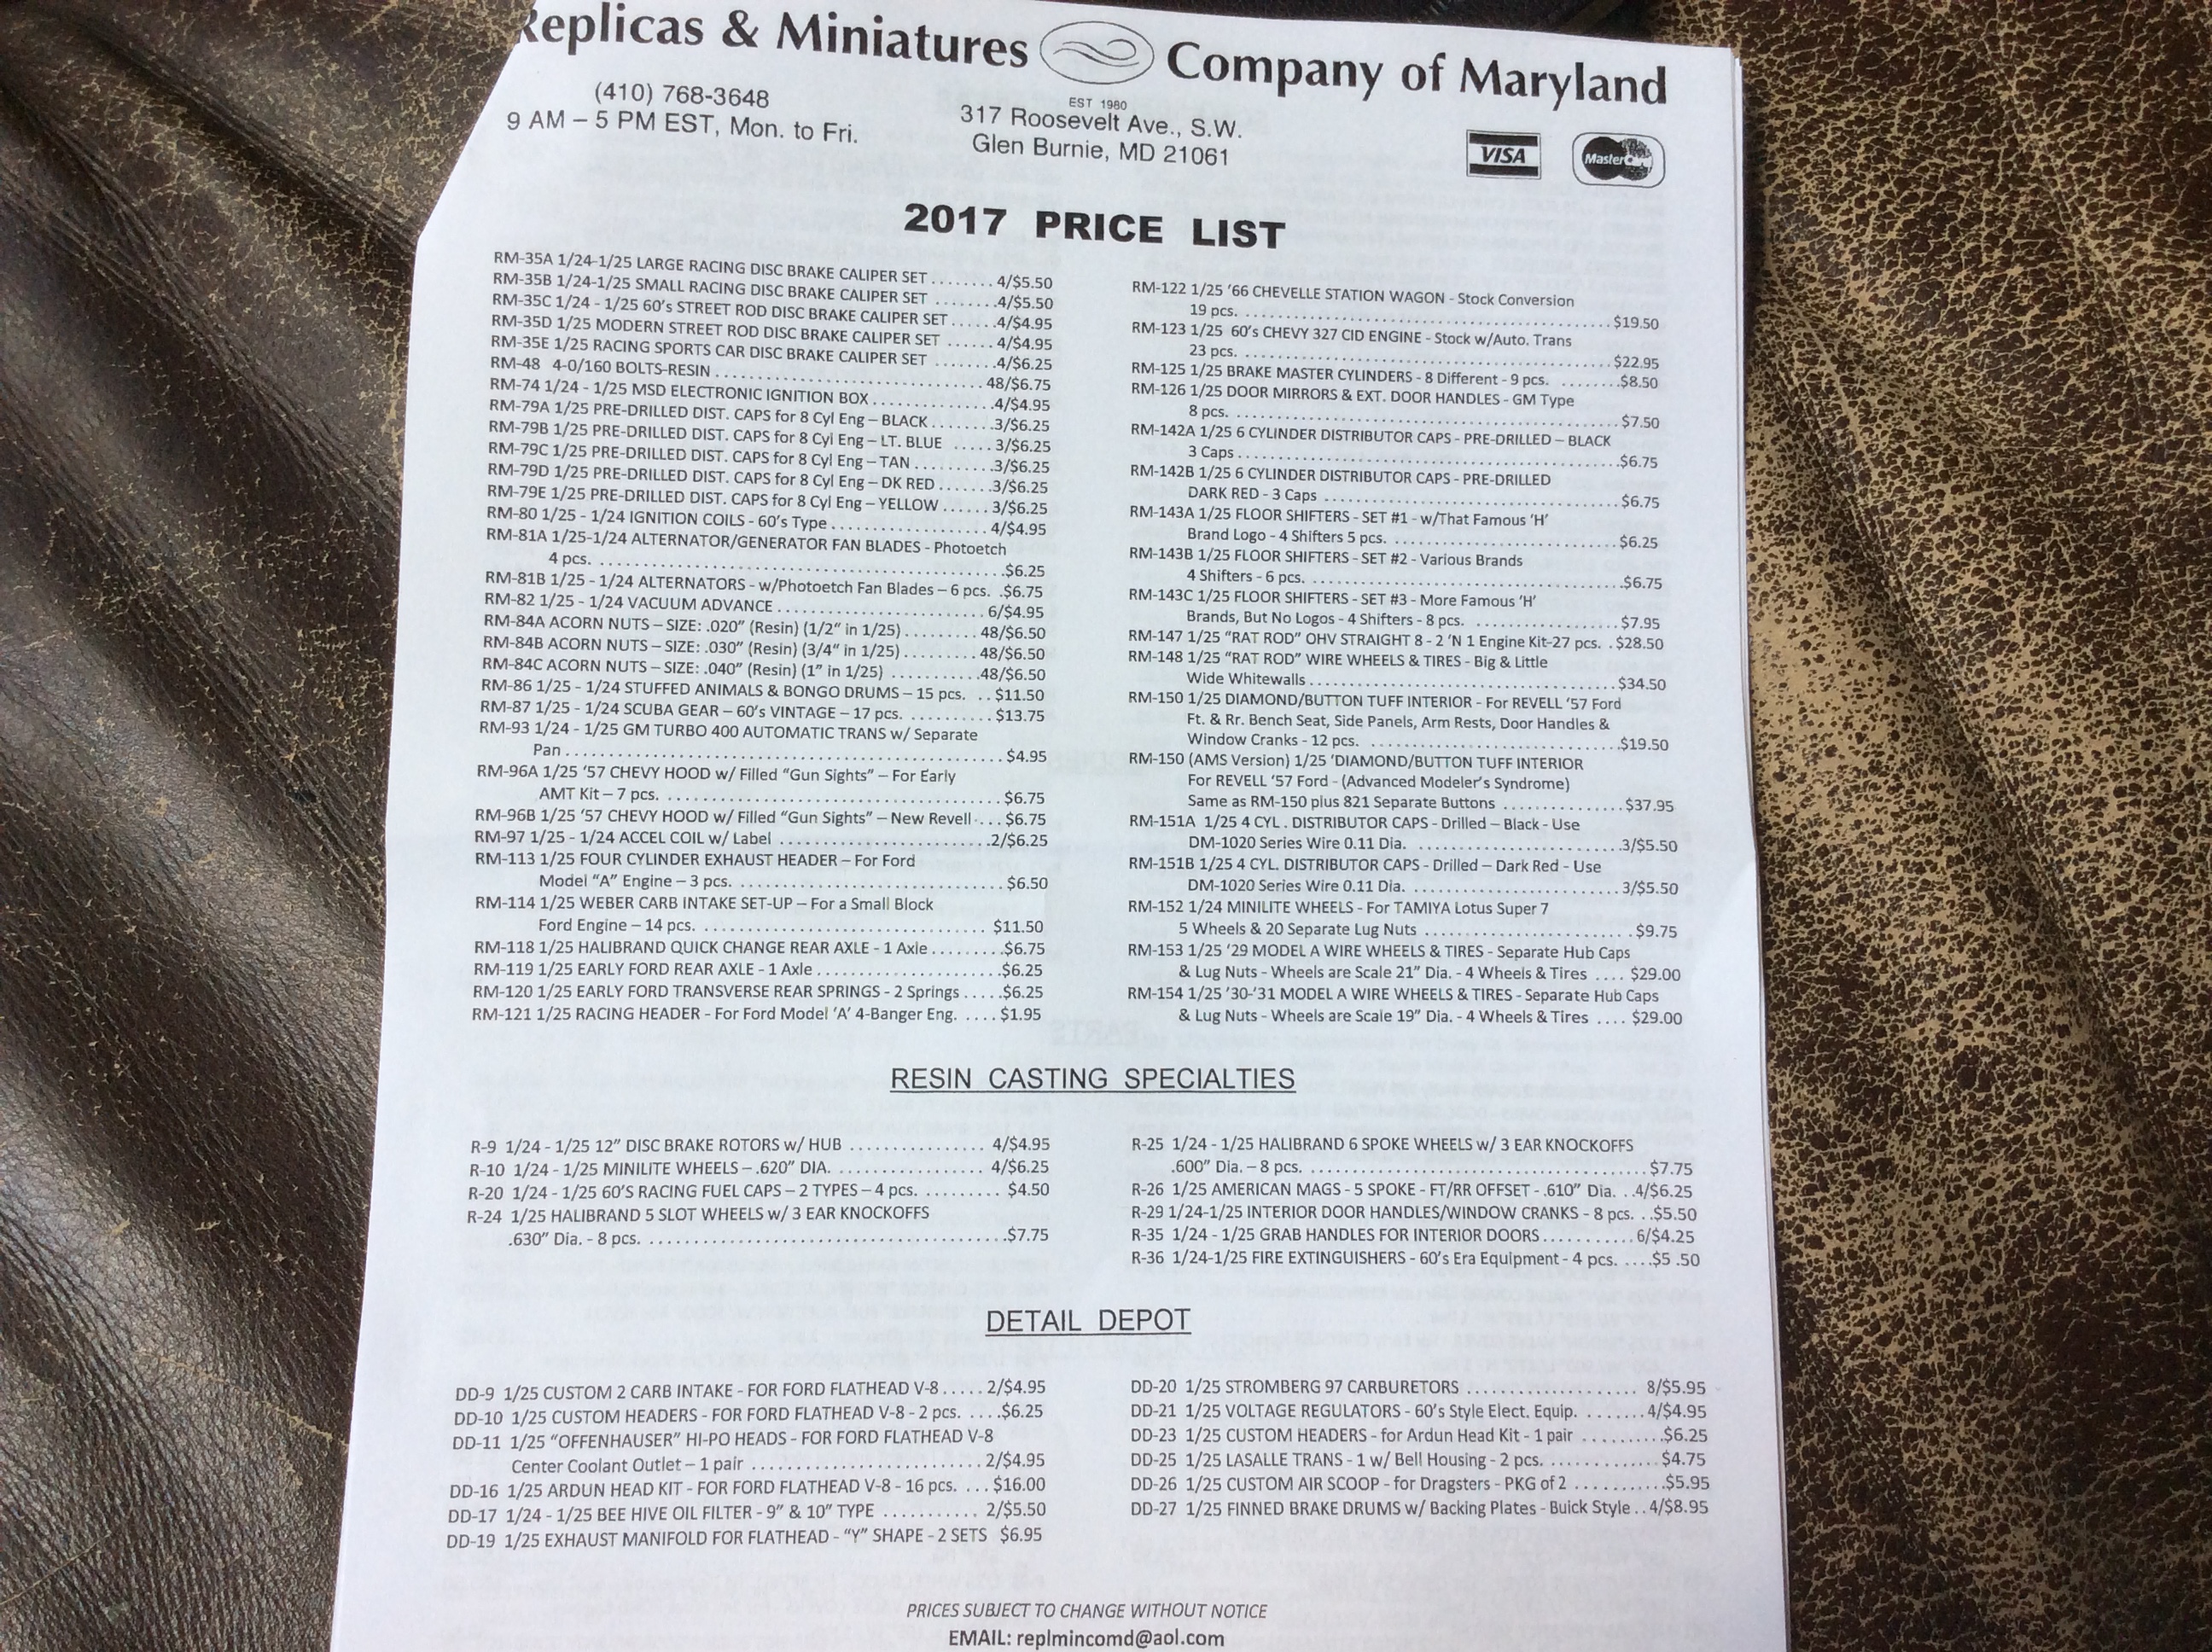 Replicas & Miniatures Company of Maryland
EST 1980
(410) 768-3648
9 AM – 5 PM EST, Mon. to Fri.
317 Roosevelt Ave., S.W.
Glen Burnie, MD 21061
VISA
MasterCard
2017 PRICE LIST
RM-35A 1/24-1/25 LARGE RACING DISC BRAKE CALIPER SET ........ 4/$5.50
RM-35B 1/24-1/25 SMALL RACING DISC BRAKE CALIPER SET ........4/$5.50
RM-35C 1/24 - 1/25 60's STREET ROD DISC BRAKE CALIPER SET ......4/$4.95
RM-35D 1/25 MODERN STREET ROD DISC BRAKE CALIPER SET ...... 4/$4.95
RM-35E 1/25 RACING SPORTS CAR DISC BRAKE CALIPER SET ........4/$6.25
RM-48 4-0/160 BOLTS-RESIN .................................. 48/$6.75
RM-74 1/24 - 1/25 MSD ELECTRONIC IGNITION BOX ...............4/$4.95
RM-79A 1/25 PRE-DRILLED DIST. CAPS for 8 Cyl Eng – BLACK ........3/$6.25
RM-79B 1/25 PRE-DRILLED DIST. CAPS for 8 Cyl Eng – LT. BLUE ..... 3/$6.25
RM-79C 1/25 PRE-DRILLED DIST. CAPS for 8 Cyl Eng – TAN ..........3/$6.25
RM-79D 1/25 PRE-DRILLED DIST. CAPS for 8 Cyl Eng – DK RED .......3/$6.25
RM-79E 1/25 PRE-DRILLED DIST. CAPS for 8 Cyl Eng – YELLOW ...... 3/$6.25
RM-80 1/25 - 1/24 IGNITION COILS - 60's Type .................... 4/$4.95
RM-81A 1/25-1/24 ALTERNATOR/GENERATOR FAN BLADES - Photoetch
4 pcs. ....................................................$6.25
RM-81B 1/25 - 1/24 ALTERNATORS - w/Photoetch Fan Blades – 6 pcs. .$6.75
RM-82 1/25 - 1/24 VACUUM ADVANCE ......................... 6/$4.95
RM-84A ACORN NUTS – SIZE: .020" (Resin) (1/2" in 1/25) ......... 48/$6.50
RM-84B ACORN NUTS – SIZE: .030" (Resin) (3/4" in 1/25) ......... 48/$6.50
RM-84C ACORN NUTS – SIZE: .040" (Resin) (1" in 1/25) ...........48/$6.50
RM-86 1/25 - 1/24 STUFFED ANIMALS & BONGO DRUMS – 15 pcs. .. $11.50
RM-87 1/25 - 1/24 SCUBA GEAR – 60's VINTAGE – 17 pcs. .......... $13.75
RM-93 1/24 - 1/25 GM TURBO 400 AUTOMATIC TRANS w/ Separate
Pan ...................................................... $4.95
RM-96A 1/25 '57 CHEVY HOOD w/ Filled "Gun Sights" – For Early
AMT Kit – 7 pcs. .......................................... $6.75
RM-96B 1/25 '57 CHEVY HOOD w/ Filled "Gun Sights" – New Revell .... $6.75
RM-97 1/25 - 1/24 ACCEL COIL w/ Label ..........................2/$6.25
RM-113 1/25 FOUR CYLINDER EXHAUST HEADER – For Ford
Model "A" Engine – 3 pcs. ................................. $6.50
RM-114 1/25 WEBER CARB INTAKE SET-UP – For a Small Block
Ford Engine – 14 pcs. .................................... $11.50
RM-118 1/25 HALIBRAND QUICK CHANGE REAR AXLE - 1 Axle .........$6.75
RM-119 1/25 EARLY FORD REAR AXLE - 1 Axle .......................$6.25
RM-120 1/25 EARLY FORD TRANSVERSE REAR SPRINGS - 2 Springs .....$6.25
RM-121 1/25 RACING HEADER - For Ford Model 'A' 4-Banger Eng. .... $1.95
RM-122 1/25 '66 CHEVELLE STATION WAGON - Stock Conversion
19 pcs. ..............................................$19.50
RM-123 1/25 60's CHEVY 327 CID ENGINE - Stock w/Auto. Trans
23 pcs. ..............................................$22.95
RM-125 1/25 BRAKE MASTER CYLINDERS - 8 Different - 9 pcs. ........$8.50
RM-126 1/25 DOOR MIRRORS & EXT. DOOR HANDLES - GM Type
8 pcs. ................................................$7.50
RM-142A 1/25 6 CYLINDER DISTRIBUTOR CAPS - PRE-DRILLED – BLACK
3 Caps ................................................$6.75
RM-142B 1/25 6 CYLINDER DISTRIBUTOR CAPS - PRE-DRILLED
DARK RED - 3 Caps ..................................... $6.75
RM-143A 1/25 FLOOR SHIFTERS - SET #1 - w/That Famous 'H'
Brand Logo - 4 Shifters 5 pcs. ............................ $6.25
RM-143B 1/25 FLOOR SHIFTERS - SET #2 - Various Brands
4 Shifters - 6 pcs. ........................................$6.75
RM-143C 1/25 FLOOR SHIFTERS - SET #3 - More Famous 'H'
Brands, But No Logos - 4 Shifters - 8 pcs. .................. $7.95
RM-147 1/25 "RAT ROD" OHV STRAIGHT 8 - 2 'N 1 Engine Kit-27 pcs. . $28.50
RM-148 1/25 "RAT ROD" WIRE WHEELS & TIRES - Big & Little
Wide Whitewalls ........................................$34.50
RM-150 1/25 DIAMOND/BUTTON TUFF INTERIOR - For REVELL '57 Ford
Ft. & Rr. Bench Seat, Side Panels, Arm Rests, Door Handles &
Window Cranks - 12 pcs. .................................$19.50
RM-150 (AMS Version) 1/25 'DIAMOND/BUTTON TUFF INTERIOR
For REVELL '57 Ford - (Advanced Modeler's Syndrome)
Same as RM-150 plus 821 Separate Buttons ...............$37.95
RM-151A 1/25 4 CYL . DISTRIBUTOR CAPS - Drilled – Black - Use
DM-1020 Series Wire 0.11 Dia. ...........................3/$5.50
RM-151B 1/25 4 CYL. DISTRIBUTOR CAPS - Drilled – Dark Red - Use
DM-1020 Series Wire 0.11 Dia. ........................... 3/$5.50
RM-152 1/24 MINILITE WHEELS - For TAMIYA Lotus Super 7
5 Wheels & 20 Separate Lug Nuts ......................... $9.75
RM-153 1/25 '29 MODEL A WIRE WHEELS & TIRES - Separate Hub Caps
& Lug Nuts - Wheels are Scale 21" Dia. - 4 Wheels & Tires .... $29.00
RM-154 1/25 '30-'31 MODEL A WIRE WHEELS & TIRES - Separate Hub Caps
& Lug Nuts - Wheels are Scale 19" Dia. - 4 Wheels & Tires .... $29.00
RESIN CASTING SPECIALTIES
R-9 1/24 - 1/25 12" DISC BRAKE ROTORS w/ HUB ................. 4/$4.95
R-10 1/24 - 1/25 MINILITE WHEELS – .620" DIA. ................... 4/$6.25
R-20 1/24 - 1/25 60'S RACING FUEL CAPS – 2 TYPES – 4 pcs. .......... $4.50
R-24 1/25 HALIBRAND 5 SLOT WHEELS w/ 3 EAR KNOCKOFFS
.630" Dia. - 8 pcs. .............................................$7.75
R-25 1/24 - 1/25 HALIBRAND 6 SPOKE WHEELS w/ 3 EAR KNOCKOFFS
.600" Dia. – 8 pcs. ..........................................$7.75
R-26 1/25 AMERICAN MAGS - 5 SPOKE - FT/RR OFFSET - .610" Dia. ..4/$6.25
R-29 1/24-1/25 INTERIOR DOOR HANDLES/WINDOW CRANKS - 8 pcs. ..$5.50
R-35 1/24 - 1/25 GRAB HANDLES FOR INTERIOR DOORS ........... 6/$4.25
R-36 1/24-1/25 FIRE EXTINGUISHERS - 60's Era Equipment - 4 pcs. .....$5 .50
DETAIL DEPOT
DD-9 1/25 CUSTOM 2 CARB INTAKE - FOR FORD FLATHEAD V-8 ..... 2/$4.95
DD-10 1/25 CUSTOM HEADERS - FOR FORD FLATHEAD V-8 - 2 pcs. .....$6.25
DD-11 1/25 "OFFENHAUSER" HI-PO HEADS - FOR FORD FLATHEAD V-8
Center Coolant Outlet – 1 pair ............................. 2/$4.95
DD-16 1/25 ARDUN HEAD KIT - FOR FORD FLATHEAD V-8 - 16 pcs. ... $16.00
DD-17 1/24 - 1/25 BEE HIVE OIL FILTER - 9" & 10" TYPE ........... 2/$5.50
DD-19 1/25 EXHAUST MANIFOLD FOR FLATHEAD - "Y" SHAPE - 2 SETS $6.95
DD-20 1/25 STROMBERG 97 CARBURETORS .................... 8/$5.95
DD-21 1/25 VOLTAGE REGULATORS - 60's Style Elect. Equip. ........4/$4.95
DD-23 1/25 CUSTOM HEADERS - for Ardun Head Kit - 1 pair ..........$6.25
DD-25 1/25 LASALLE TRANS - 1 w/ Bell Housing - 2 pcs. ............. $4.75
DD-26 1/25 CUSTOM AIR SCOOP - for Dragsters - PKG of 2 ...........$5.95
DD-27 1/25 FINNED BRAKE DRUMS w/ Backing Plates - Buick Style .. 4/$8.95
PRICES SUBJECT TO CHANGE WITHOUT NOTICE
EMAIL: replmincomd@aol.com